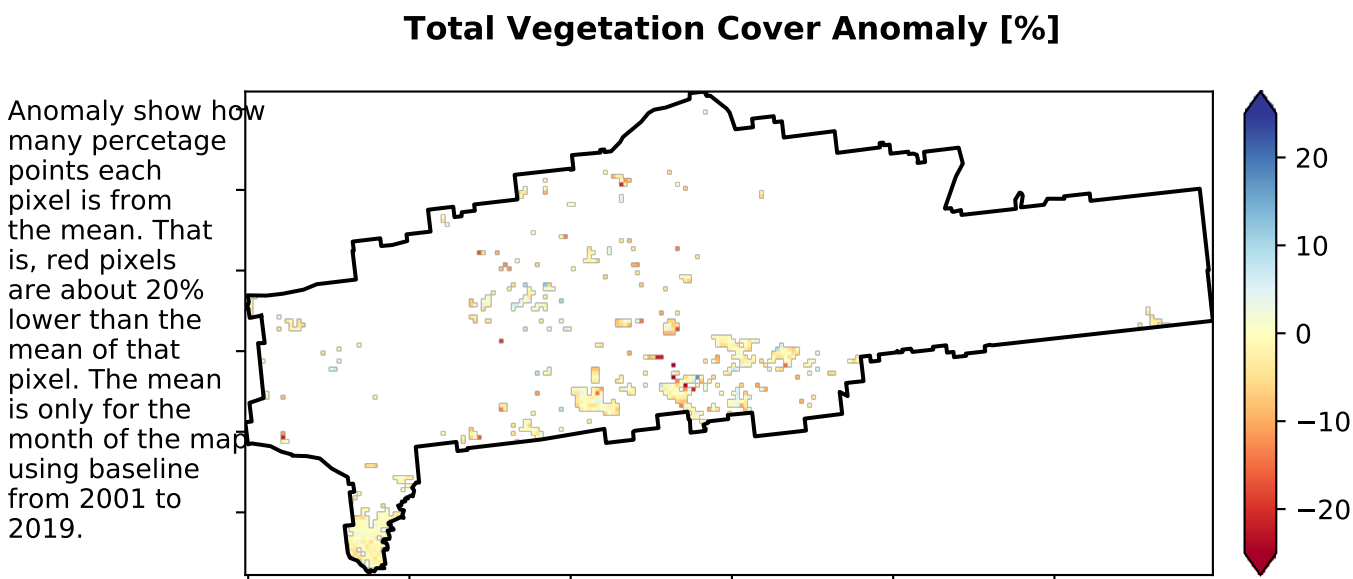 Total Vegetation Cover Anomaly [%]
Anomaly show how
many percetage
points each
pixel is from
the mean. That
is, red pixels
are about 20%
lower than the
mean of that
pixel. The mean
is only for the
month of the map
using baseline
from 2001 to
2019.
20
10
0
−10
−20